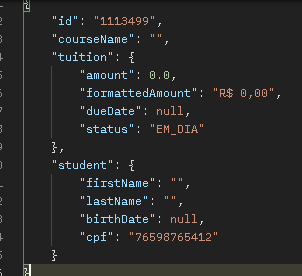 {
"id": "1113499",
"courseName": "",
"tuition": {
"amount": 0.0,
"formattedAmount": "R$ 0,00",
"dueDate": null,
"status": "EM_DIA"
},
"student": {
"firstName": "",
"lastName": "",
"birthDate": null,
"cpf": "76598765412"
}
}